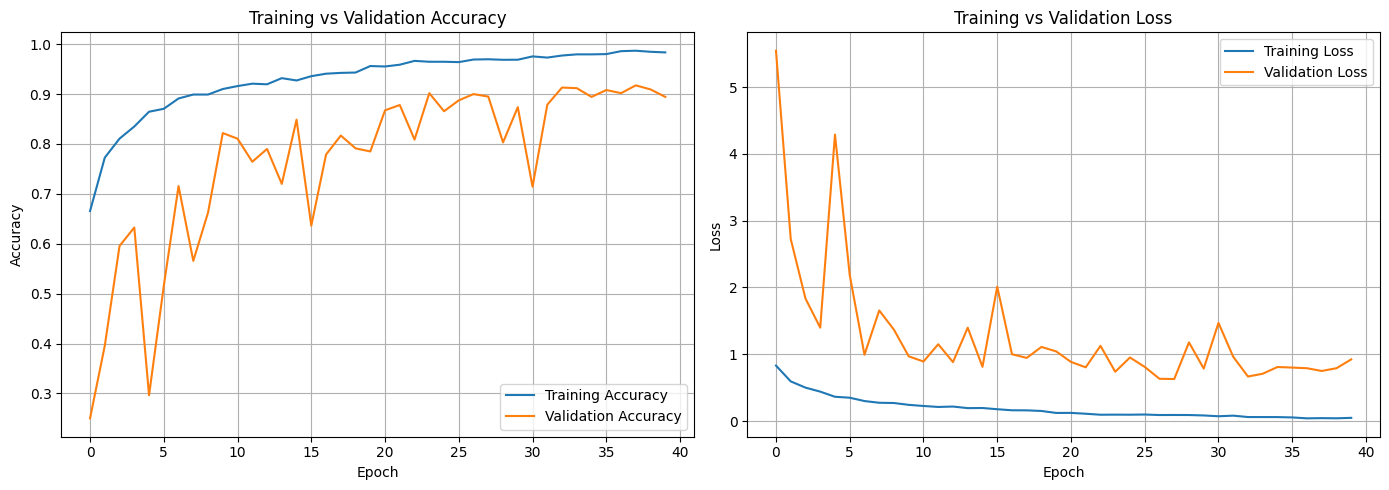 Training vs Validation Accuracy
1.0
0.9
0.8
0.7
0.6
0.5
0.4
0.3
Accuracy
Training Accuracy
Validation Accuracy
0 5 10 15 20 25 30 35 40
Epoch
Training vs Validation Loss
5
4
3
2
1
0
Loss
Training Loss
Validation Loss
0 5 10 15 20 25 30 35 40
Epoch